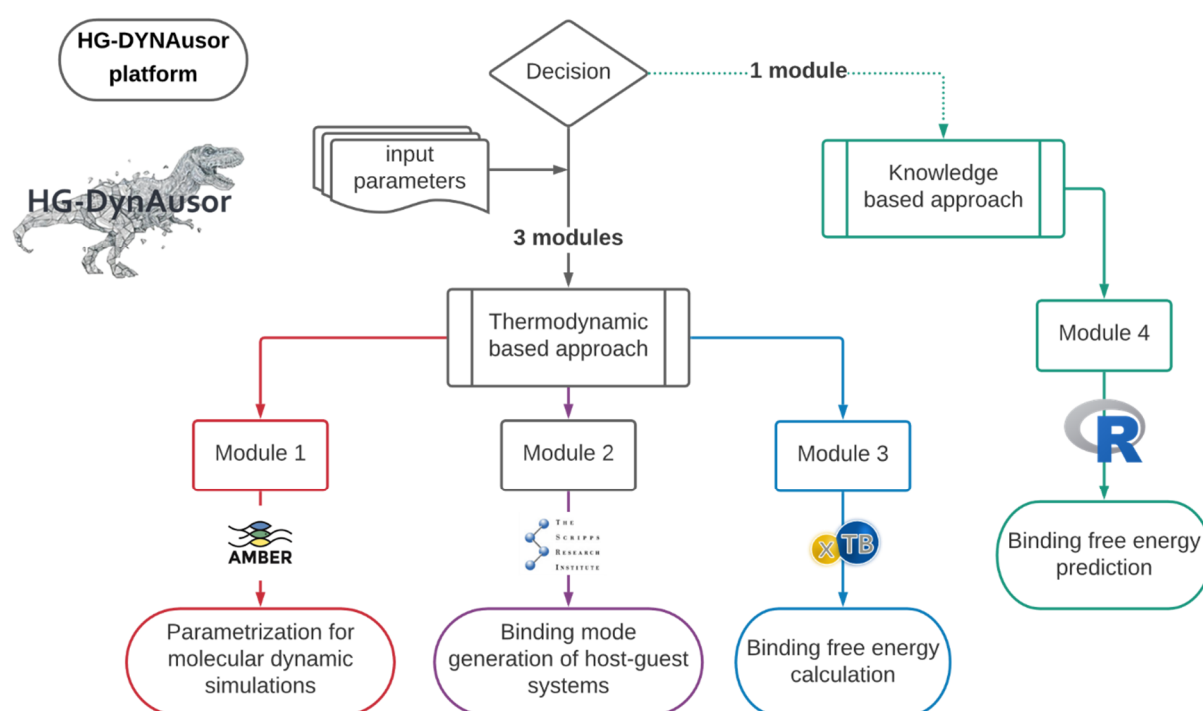 HG-DYNAusor
platform
HG-DynAusor
Decision
1 module
input
parameters
3 modules
Knowledge
based approach
Thermodynamic
based approach
Module 4
R
Binding free energy
prediction
Module 1
Module 2
Module 3
AMBER
THE
SCRIPPS
RESEARCH
INSTITUTE
xTB
Parametrization for
molecular dynamic
simulations
Binding mode
generation of host-guest
systems
Binding free energy
calculation